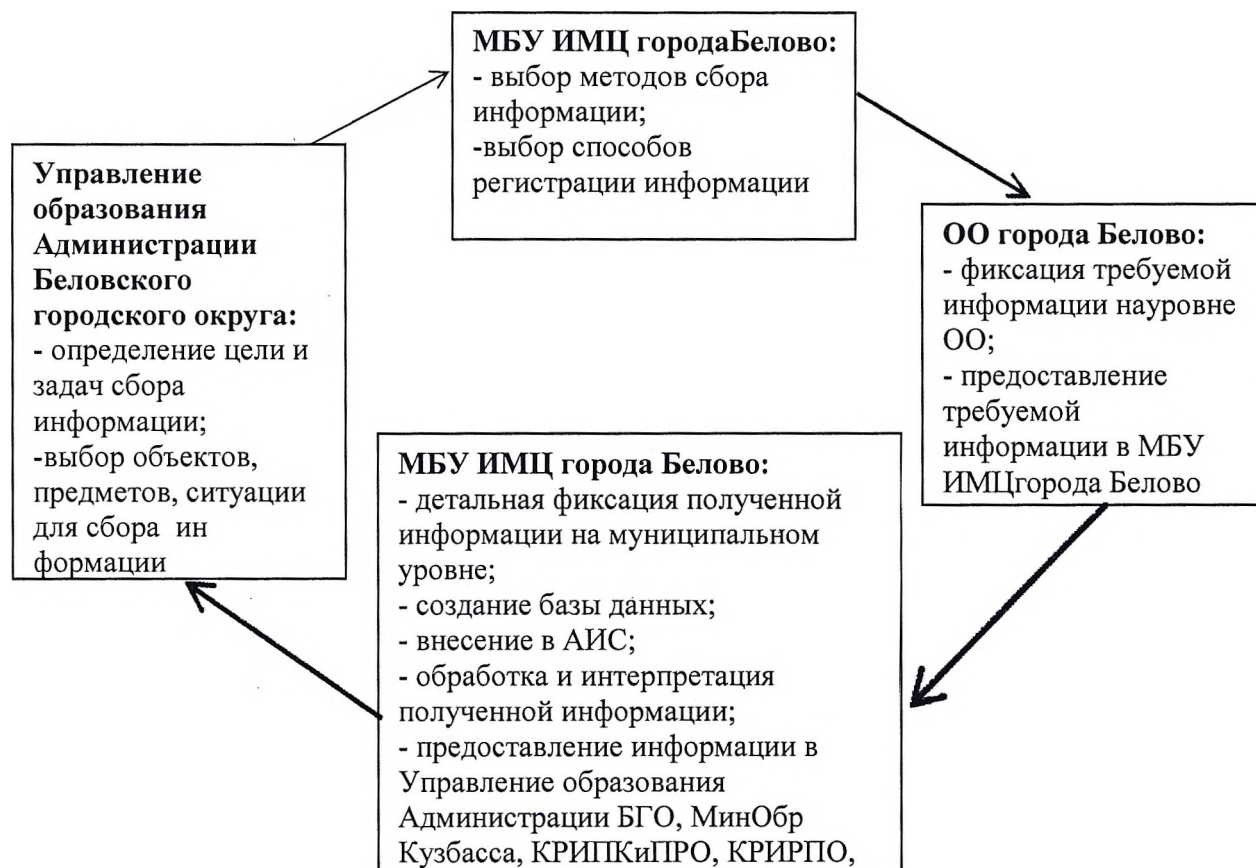 МБУ ИМЦ городаБелово:
- выбор методов сбора
информации;
-выбор способов
регистрации информации
Управление
образования
Администрации
Беловского
городского округа:
- определение цели и
задач сбора
информации;
-выбор объектов,
предметов, ситуации
для сбора ин
формации
ОО города Белово:
- фиксация требуемой
информации науровне
ОО;
- предоставление
требуемой
информации в МБУ
ИМЦгорода Белово
МБУ ИМЦ города Белово:
- детальная фиксация полученной
информации на муниципальном
уровне;
- создание базы данных;
- внесение в АИС;
- обработка и интерпретация
полученной информации;
- предоставление информации в
Управление образования
Администрации БГО, МинОбр
Кузбасса, КРИПКиПРО, КРИРПО,